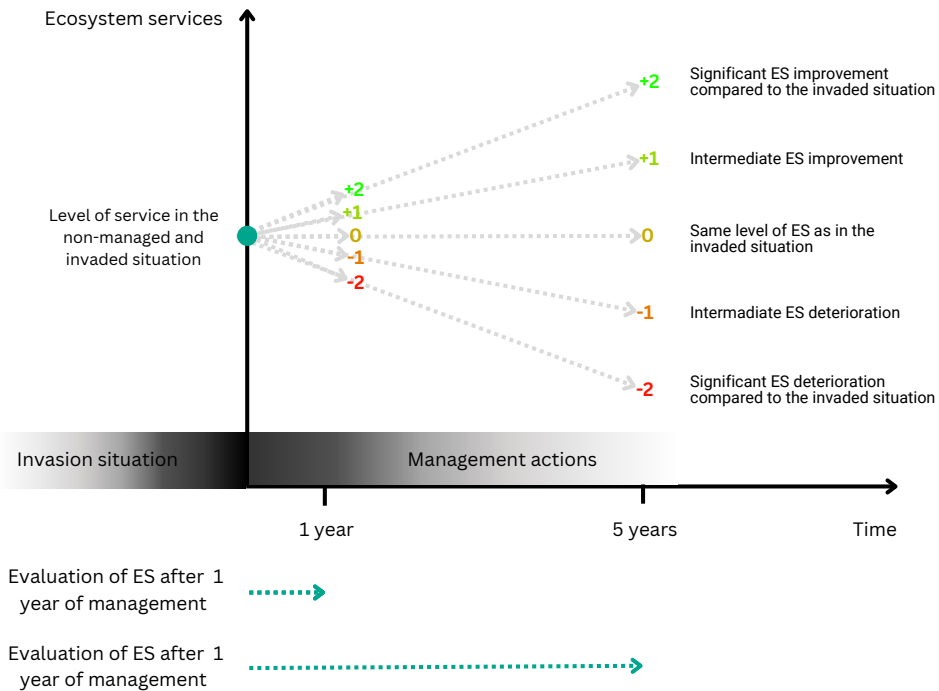 Ecosystem services
+2
Significant ES improvement
compared to the invaded situation
+1
Intermediate ES improvement
+2
+1
Level of service in the
non-managed and
invaded situation
0
0
Same level of ES as in the
invaded situation
-1
-2
-1
Intermadiate ES deterioration
-2
Significant ES deterioration
compared to the invaded situation
Invasion situation
Management actions
1 year
5 years
Time
Evaluation of ES after 1
year of management
Evaluation of ES after 1
year of management